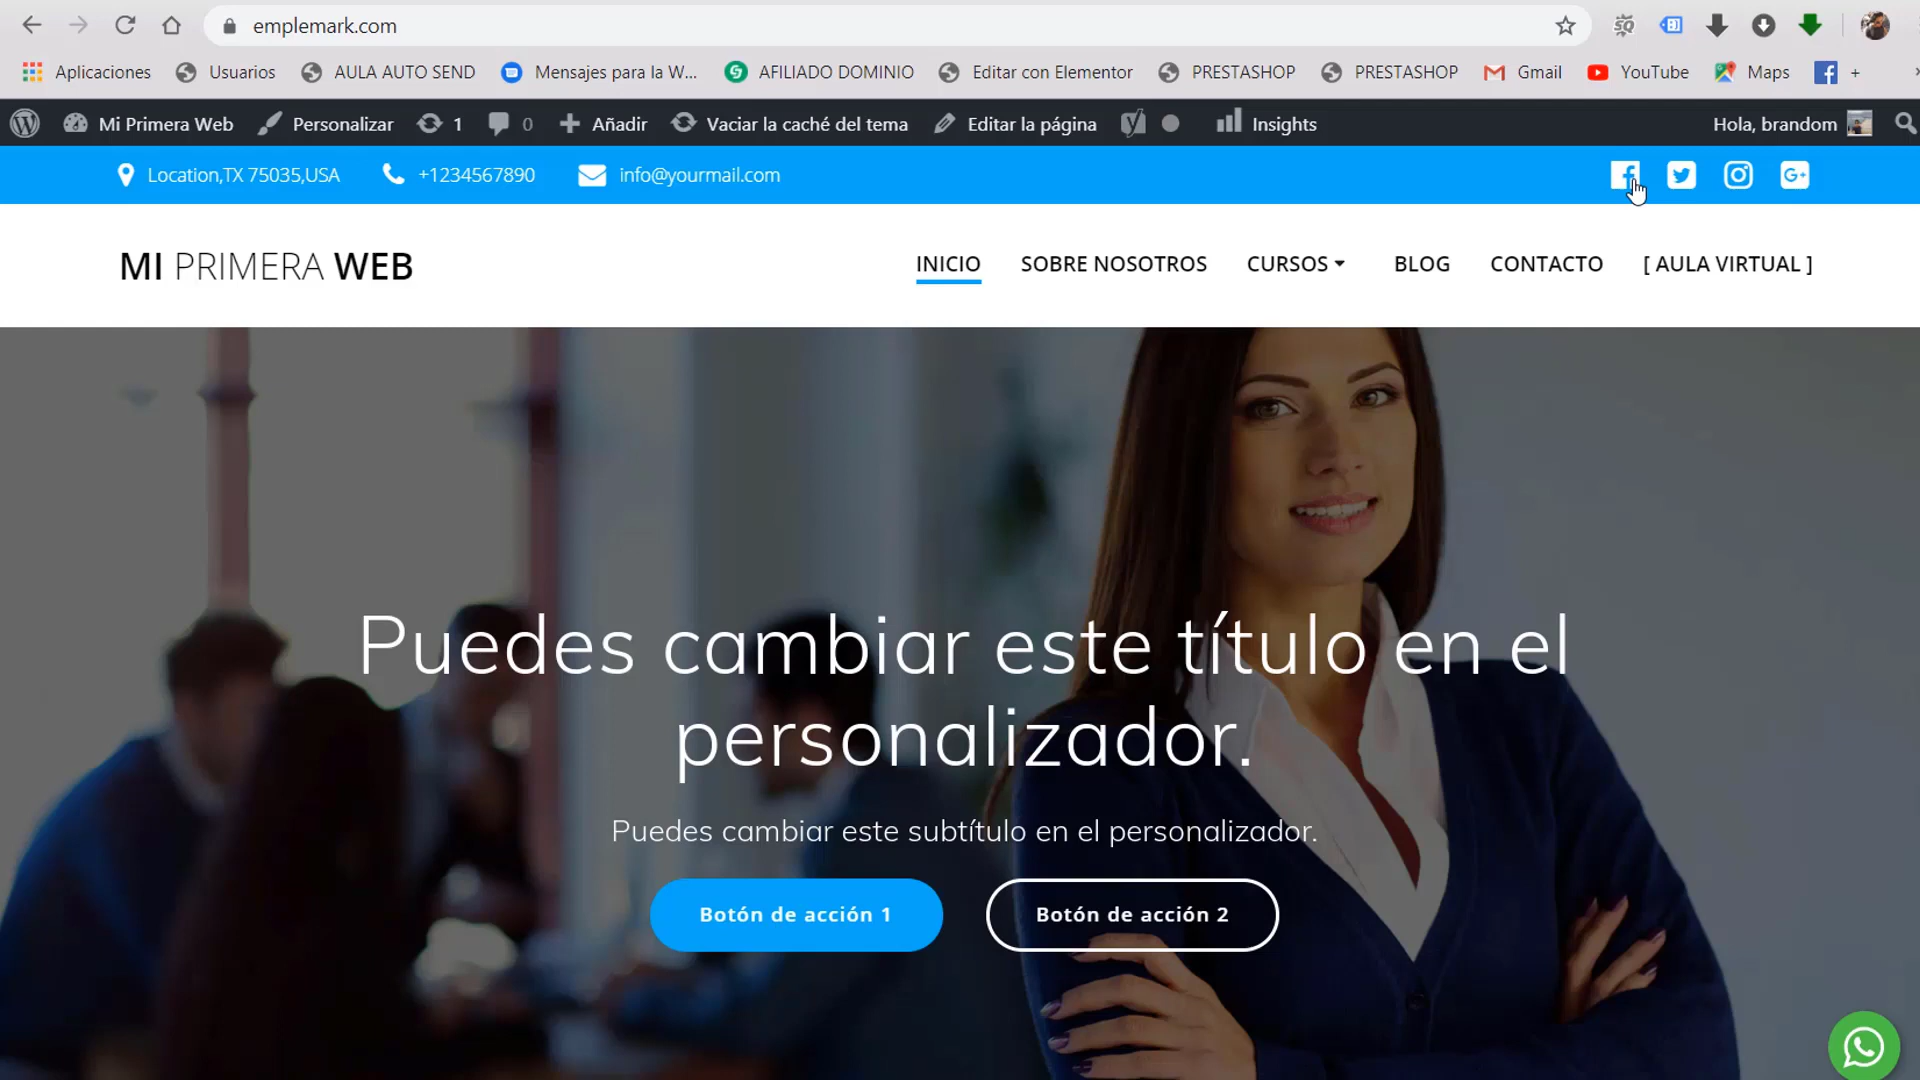 emplemark.com
Aplicaciones Usuarios AULA AUTO SEND Mensajes para la W... AFILIADO DOMINIO Editar con Elementor PRESTASHOP PRESTASHOP Gmail YouTube Maps +
Mi Primera Web Personalizar 1 0 Añadir Vaciar la caché del tema Editar la página Insights Hola, brandom
Location,TX 75035,USA +1234567890 info@yourmail.com
MI PRIMERA WEB
INICIO SOBRE NOSOTROS CURSOS BLOG CONTACTO [ AULA VIRTUAL ]
Puedes cambiar este título en el
personalizador.
Puedes cambiar este subtítulo en el personalizador.
Botón de acción 1 Botón de acción 2